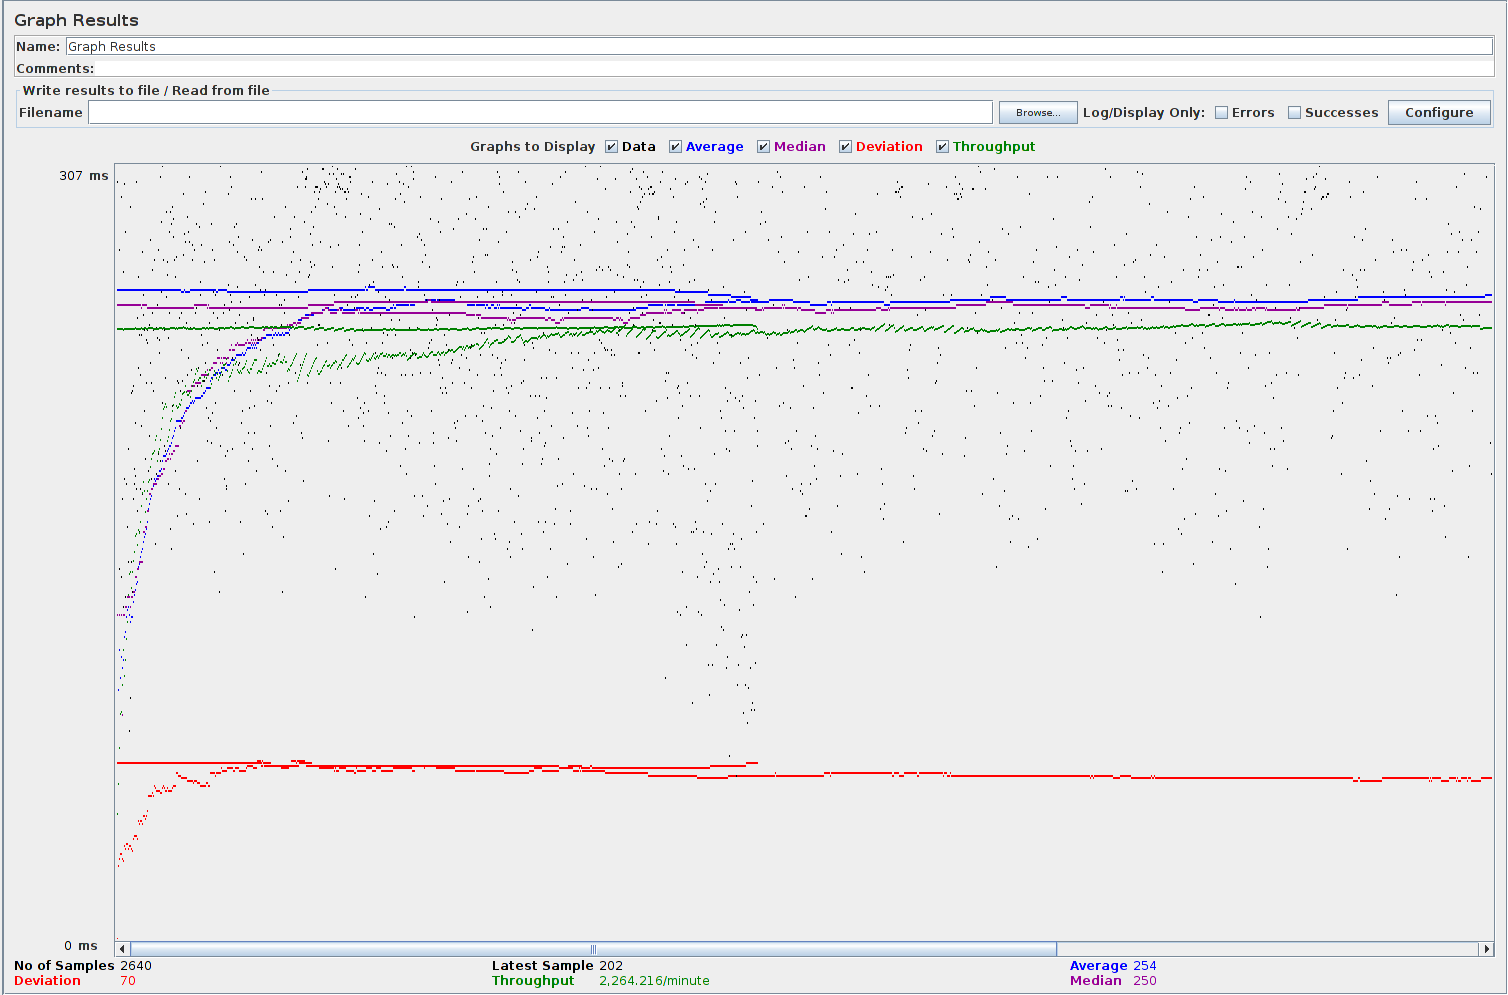 Graph Results
Name: Graph Results
Comments:
Write results to file / Read from file
Filename Browse... Log/Display Only: Errors Successes Configure
Graphs to Display Data Average Median Deviation Throughput
307 ms
0 ms
No of Samples 2640 Latest Sample 202 Average 254
Deviation 70 Throughput 2,264.216/minute Median 250